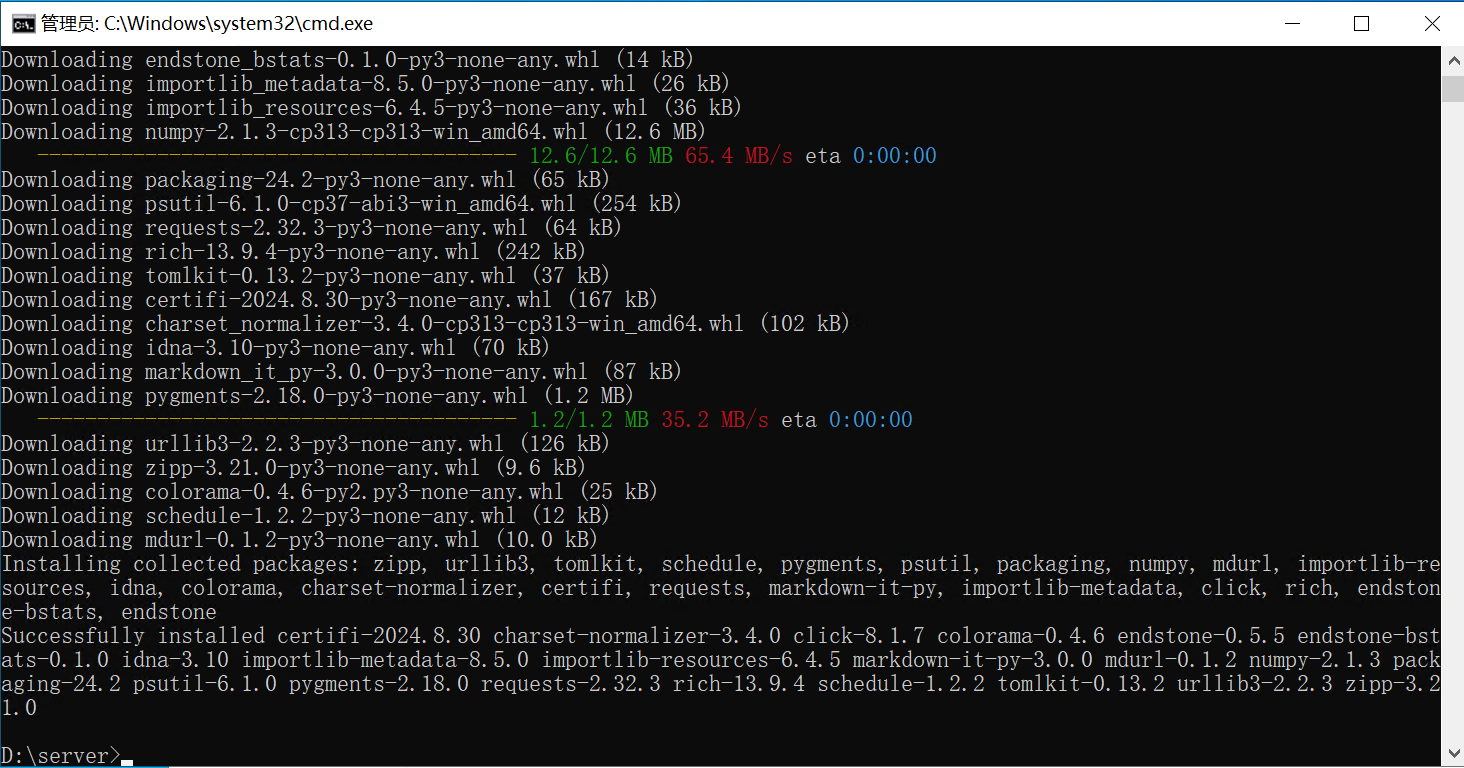 管理员: C:\Windows\system32\cmd.exe
Downloading endstone_bstats-0.1.0-py3-none-any.whl (14 kB)
Downloading importlib_metadata-8.5.0-py3-none-any.whl (26 kB)
Downloading importlib_resources-6.4.5-py3-none-any.whl (36 kB)
Downloading numpy-2.1.3-cp313-cp313-win_amd64.whl (12.6 MB)
---------------------------------------- 12.6/12.6 MB 65.4 MB/s eta 0:00:00
Downloading packaging-24.2-py3-none-any.whl (65 kB)
Downloading psutil-6.1.0-cp37-abi3-win_amd64.whl (254 kB)
Downloading requests-2.32.3-py3-none-any.whl (64 kB)
Downloading rich-13.9.4-py3-none-any.whl (242 kB)
Downloading tomlkit-0.13.2-py3-none-any.whl (37 kB)
Downloading certifi-2024.8.30-py3-none-any.whl (167 kB)
Downloading charset_normalizer-3.4.0-cp313-cp313-win_amd64.whl (102 kB)
Downloading idna-3.10-py3-none-any.whl (70 kB)
Downloading markdown_it_py-3.0.0-py3-none-any.whl (87 kB)
Downloading pygments-2.18.0-py3-none-any.whl (1.2 MB)
---------------------------------------- 1.2/1.2 MB 35.2 MB/s eta 0:00:00
Downloading urllib3-2.2.3-py3-none-any.whl (126 kB)
Downloading zipp-3.21.0-py3-none-any.whl (9.6 kB)
Downloading colorama-0.4.6-py2.py3-none-any.whl (25 kB)
Downloading schedule-1.2.2-py3-none-any.whl (12 kB)
Downloading mdurl-0.1.2-py3-none-any.whl (10.0 kB)
Installing collected packages: zipp, urllib3, tomlkit, schedule, pygments, psutil, packaging, numpy, mdurl, importlib-re
sources, idna, colorama, charset-normalizer, certifi, requests, markdown-it-py, importlib-metadata, click, rich, endston
e-bstats, endstone
Successfully installed certifi-2024.8.30 charset-normalizer-3.4.0 click-8.1.7 colorama-0.4.6 endstone-0.5.5 endstone-bst
ats-0.1.0 idna-3.10 importlib-metadata-8.5.0 importlib-resources-6.4.5 markdown-it-py-3.0.0 mdurl-0.1.2 numpy-2.1.3 pack
aging-24.2 psutil-6.1.0 pygments-2.18.0 requests-2.32.3 rich-13.9.4 schedule-1.2.2 tomlkit-0.13.2 urllib3-2.2.3 zipp-3.2
1.0
D:\server>